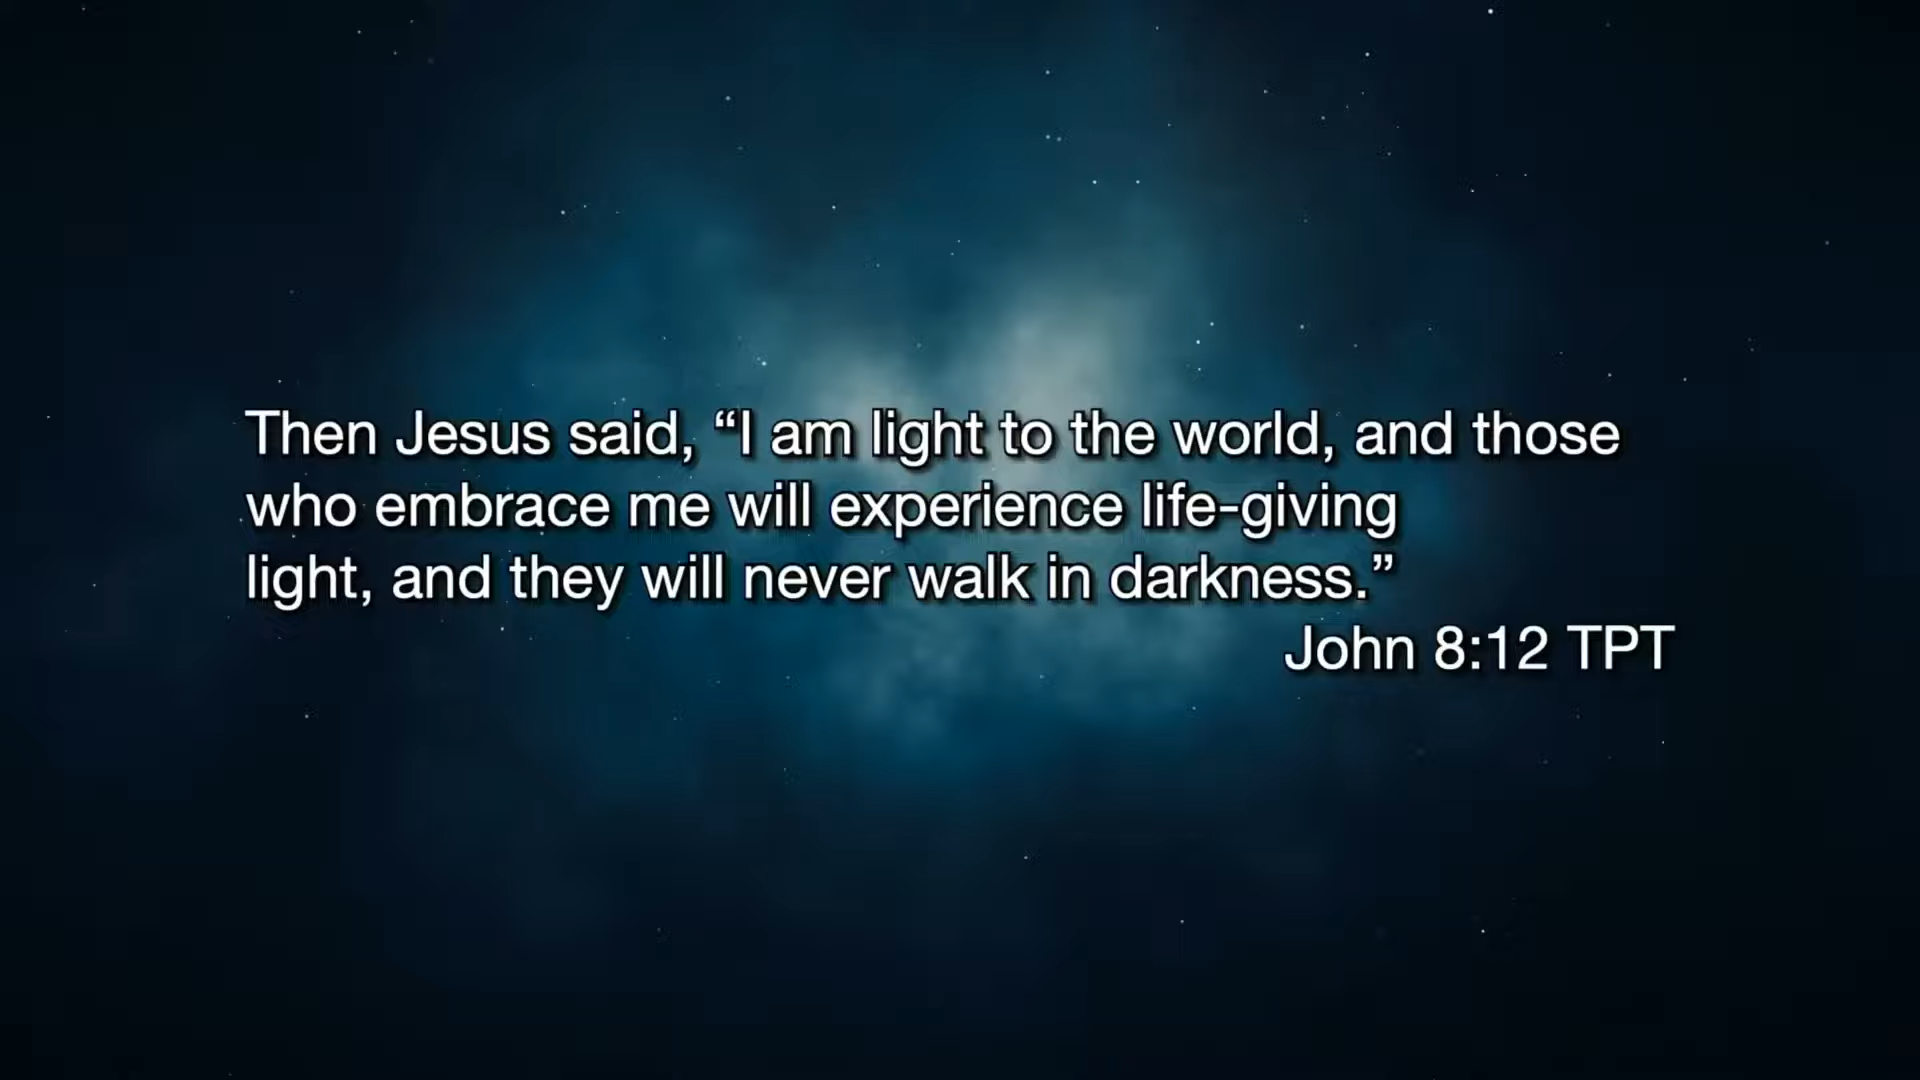 Then Jesus said, “I am light to the world, and those
who embrace me will experience life-giving
light, and they will never walk in darkness.”
John 8:12 TPT